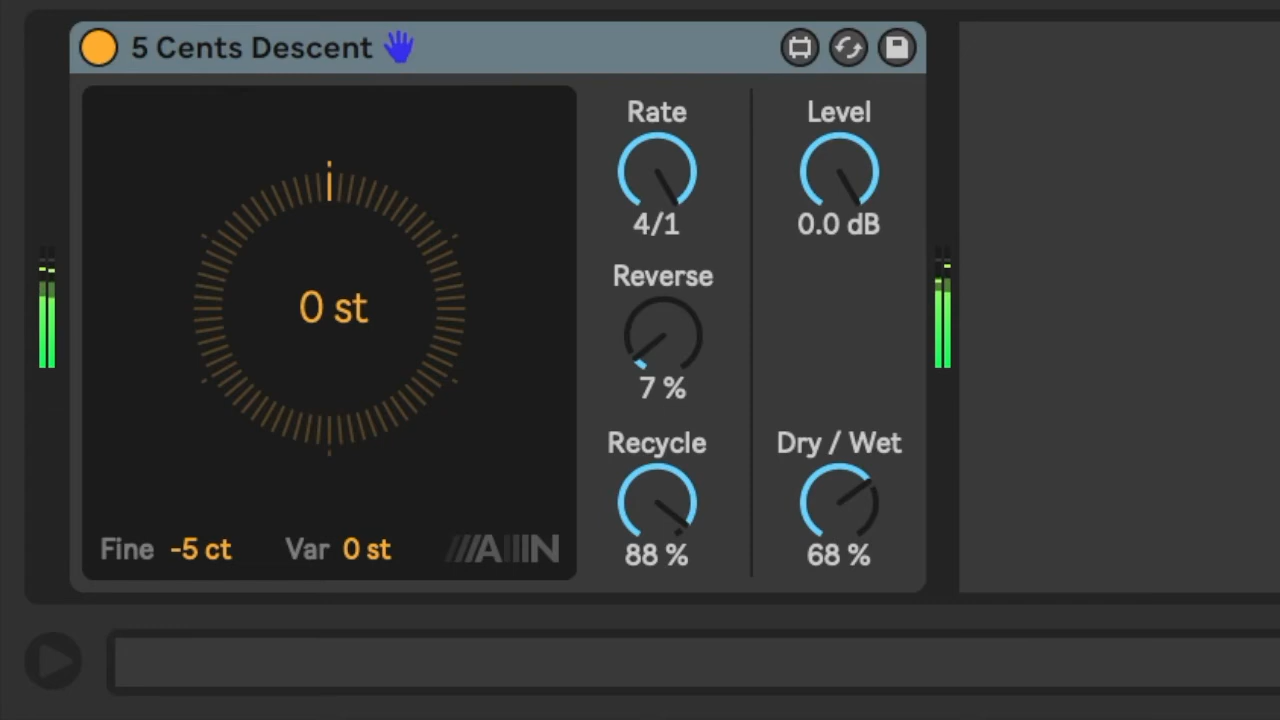 5 Cents Descent
Rate
4/1
Level
0.0 dB
Reverse
7 %
0 st
Recycle
88 %
Dry / Wet
68 %
Fine -5 ct Var 0 st